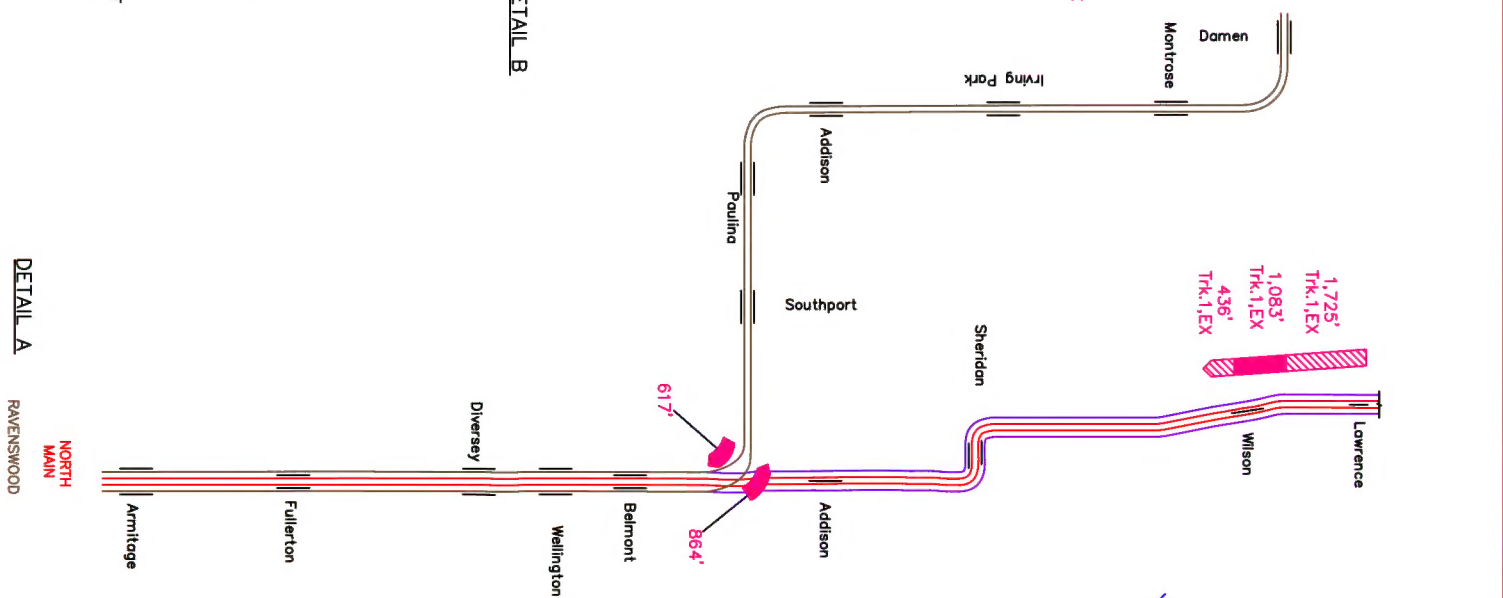 DETAIL B
Damen
Montrose
Irving Park
Addison
Paulina
Southport
1,725'
Trk.1,EX
1,083'
Trk.1,EX
436'
Trk.1,EX
Sheridan
Lawrence
Wilson
617'
864'
Addison
Diversey
Belmont
Wellington
Fullerton
Armitage
NORTH
MAIN
RAVENSWOOD
DETAIL A